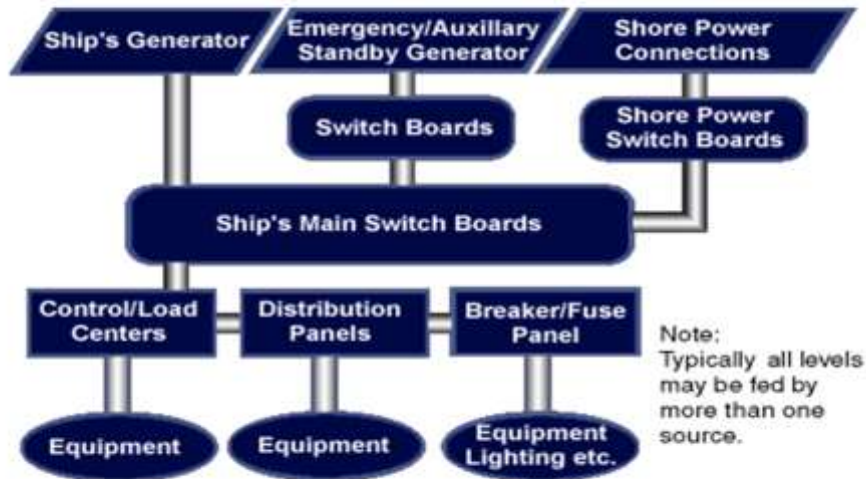 Ship's Generator
Emergency/Auxillary
Standby Generator
Shore Power
Connections
Switch Boards
Shore Power
Switch Boards
Ship's Main Switch Boards
Control/Load
Centers
Distribution
Panels
Breaker/Fuse
Panel
Note:
Typically all levels
may be fed by
more than one
source.
Equipment
Equipment
Equipment
Lighting etc.